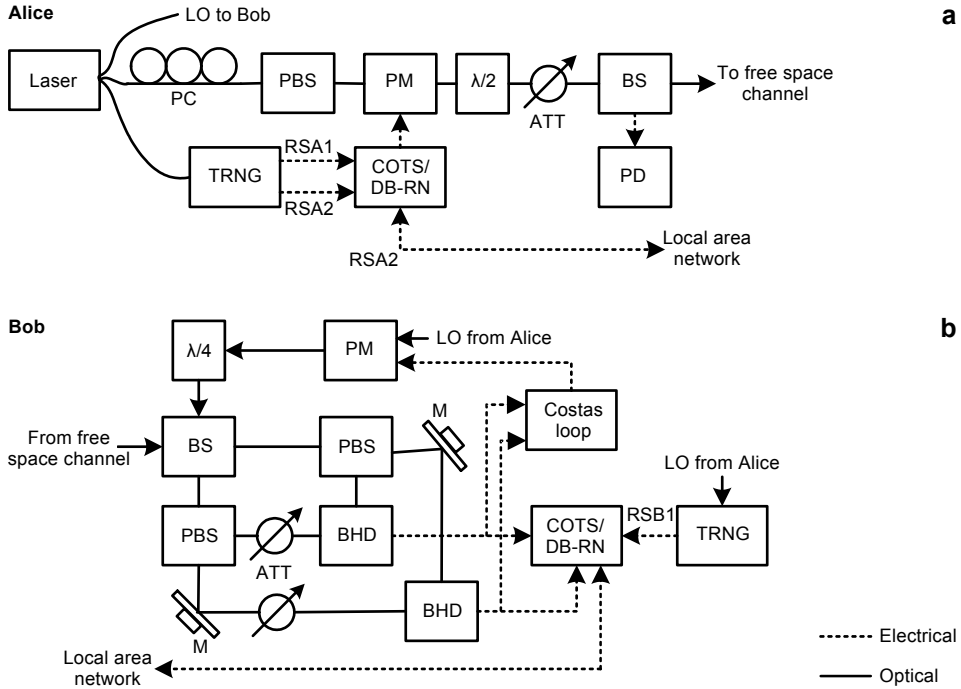 Alice
LO to Bob
a
Laser
PC
PBS
PM
λ/2
ATT
BS
To free space
channel
RSA1
TRNG
RSA2
COTS/
DB-RN
PD
RSA2
Local area
network
Bob
b
λ/4
PM
LO from Alice
M
Costas
loop
From free
space channel
BS
PBS
LO from Alice
PBS
ATT
BHD
COTS/
DB-RN
RSB1
TRNG
M
BHD
Local area
network
Electrical
Optical